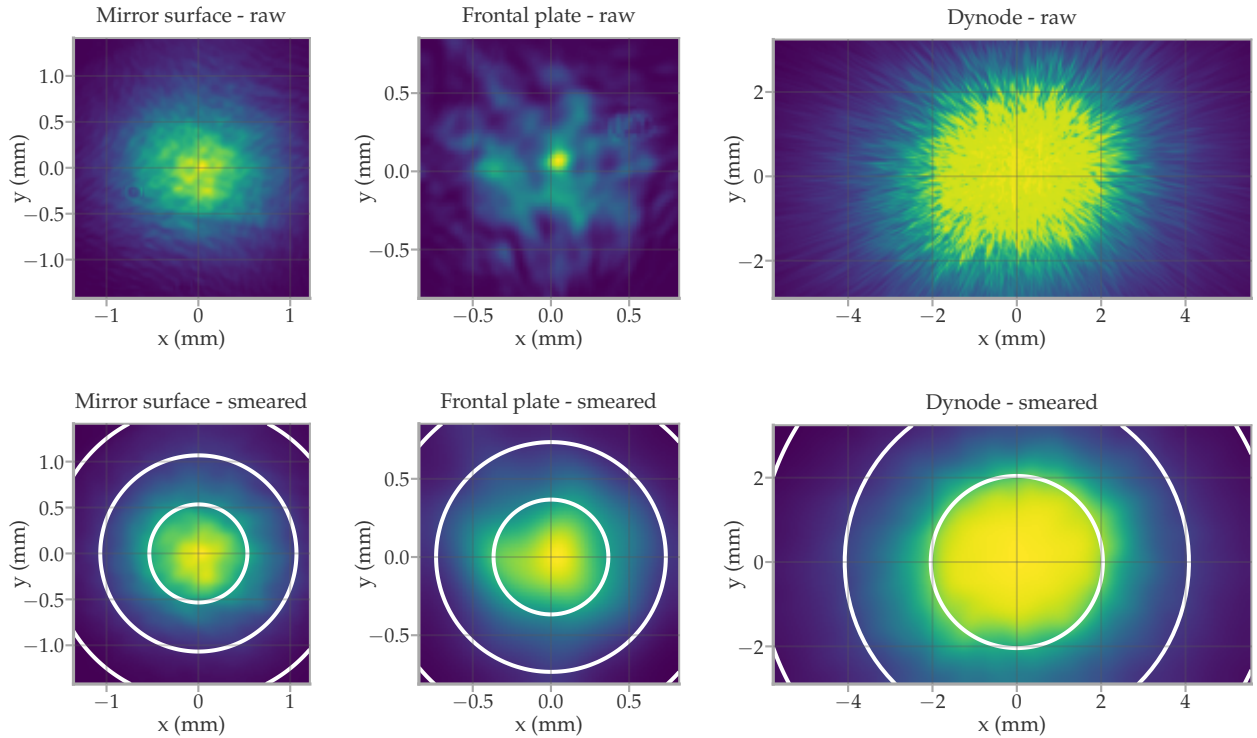 Mirror surface - raw
Frontal plate - raw
Dynode - raw
1.0
0.5
0.0
−0.5
−1.0
y (mm)
−1
0
1
x (mm)
0.5
0.0
−0.5
y (mm)
−0.5
0.0
0.5
x (mm)
2
0
−2
y (mm)
−4
−2
0
2
4
x (mm)
Mirror surface - smeared
Frontal plate - smeared
Dynode - smeared
1.0
0.5
0.0
−0.5
−1.0
y (mm)
−1
0
1
x (mm)
0.5
0.0
−0.5
y (mm)
−0.5
0.0
0.5
x (mm)
2
0
−2
y (mm)
−4
−2
0
2
4
x (mm)